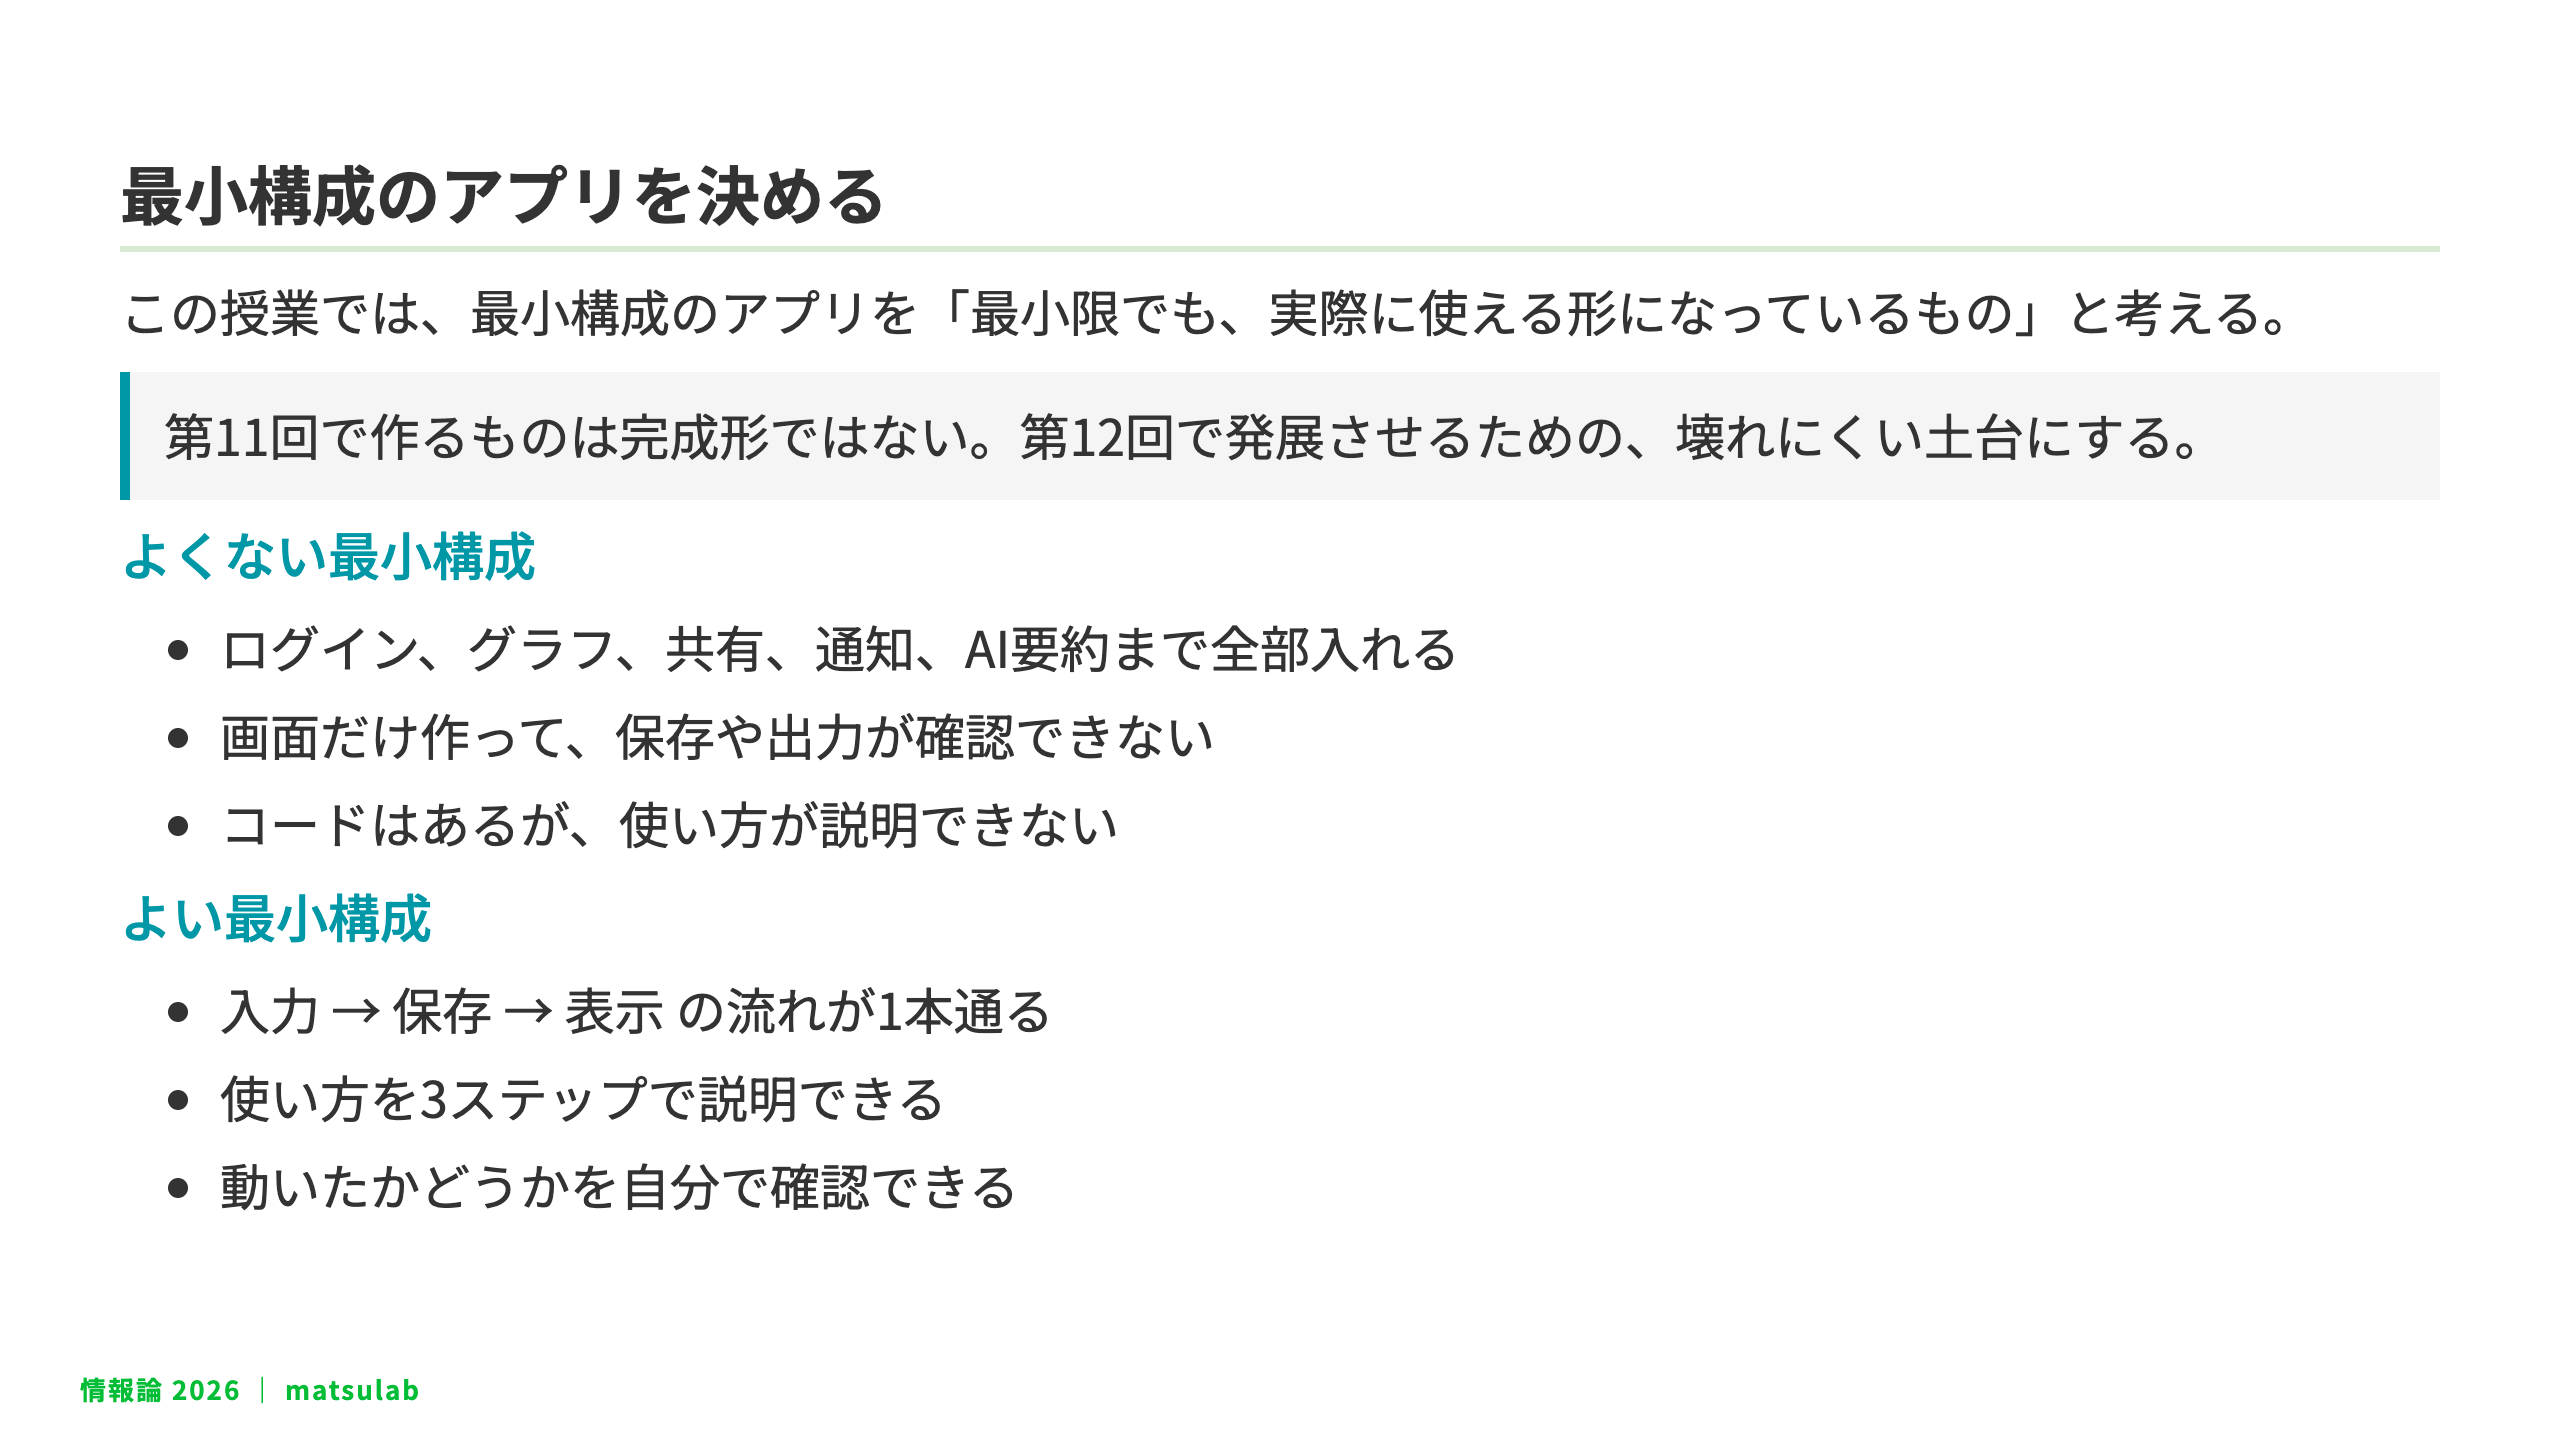 最小構成のアプリを決める
この授業では、最小構成のアプリを「最小限でも、実際に使える形になっているもの」と考える。
第11回で作るものは完成形ではない。第12回で発展させるための、壊れにくい土台にする。
よくない最小構成
• ログイン、グラフ、共有、通知、AI要約まで全部入れる
• 画面だけ作って、保存や出力が確認できない
• コードはあるが、使い方が説明できない
よい最小構成
• 入力 → 保存 → 表示 の流れが1本通る
• 使い方を3ステップで説明できる
• 動いたかどうかを自分で確認できる
情報論 2026 ｜ matsulab